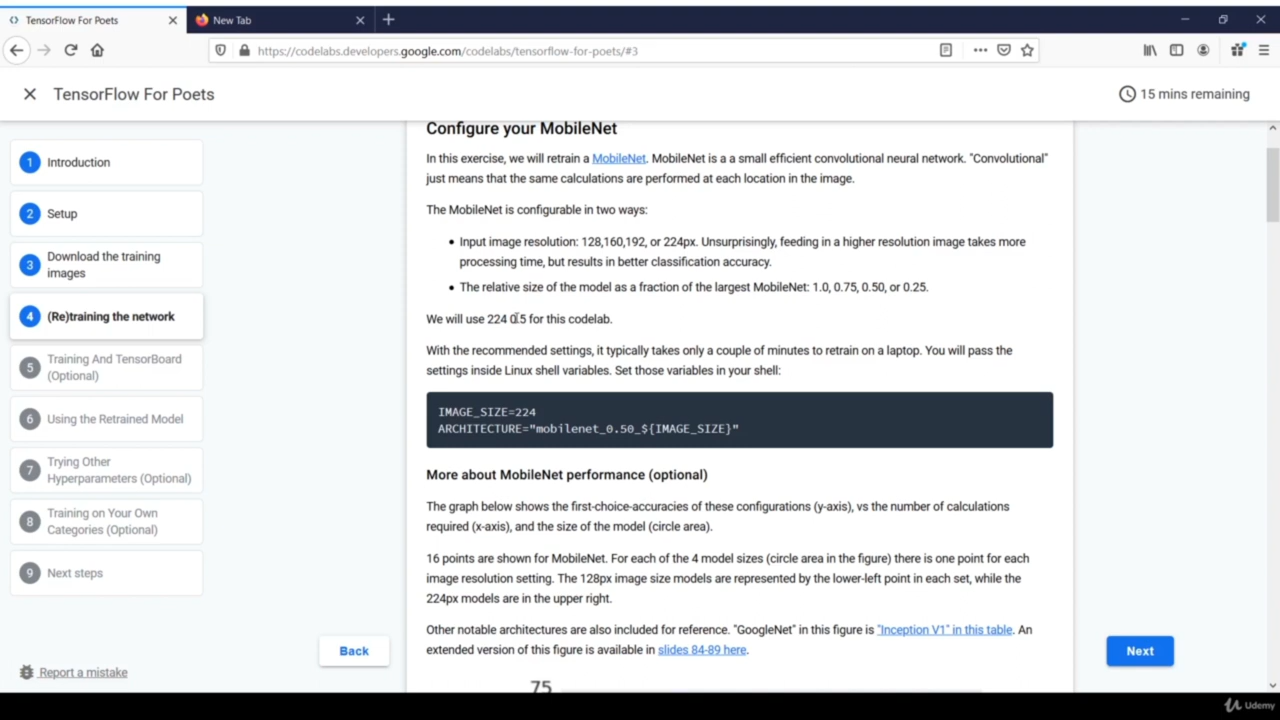 TensorFlow For Poets
New Tab
https://codelabs.developers.google.com/codelabs/tensorflow-for-poets/#3
TensorFlow For Poets
15 mins remaining
1 Introduction
2 Setup
3 Download the training
images
4 (Re)training the network
5 Training And TensorBoard
(Optional)
6 Using the Retrained Model
7 Trying Other
Hyperparameters (Optional)
8 Training on Your Own
Categories (Optional)
9 Next steps
Report a mistake
Configure your MobileNet
In this exercise, we will retrain a MobileNet. MobileNet is a a small efficient convolutional neural network. "Convolutional"
just means that the same calculations are performed at each location in the image.
The MobileNet is configurable in two ways:
• Input image resolution: 128,160,192, or 224px. Unsurprisingly, feeding in a higher resolution image takes more
processing time, but results in better classification accuracy.
• The relative size of the model as a fraction of the largest MobileNet: 1.0, 0.75, 0.50, or 0.25.
We will use 224 0.5 for this codelab.
With the recommended settings, it typically takes only a couple of minutes to retrain on a laptop. You will pass the
settings inside Linux shell variables. Set those variables in your shell:
IMAGE_SIZE=224
ARCHITECTURE="mobilenet_0.50_${IMAGE_SIZE}"
More about MobileNet performance (optional)
The graph below shows the first-choice-accuracies of these configurations (y-axis), vs the number of calculations
required (x-axis), and the size of the model (circle area).
16 points are shown for MobileNet. For each of the 4 model sizes (circle area in the figure) there is one point for each
image resolution setting. The 128px image size models are represented by the lower-left point in each set, while the
224px models are in the upper right.
Other notable architectures are also included for reference. "GoogleNet" in this figure is "Inception V1" in this table. An
extended version of this figure is available in slides 84-89 here.
Back
Next
75
Udemy